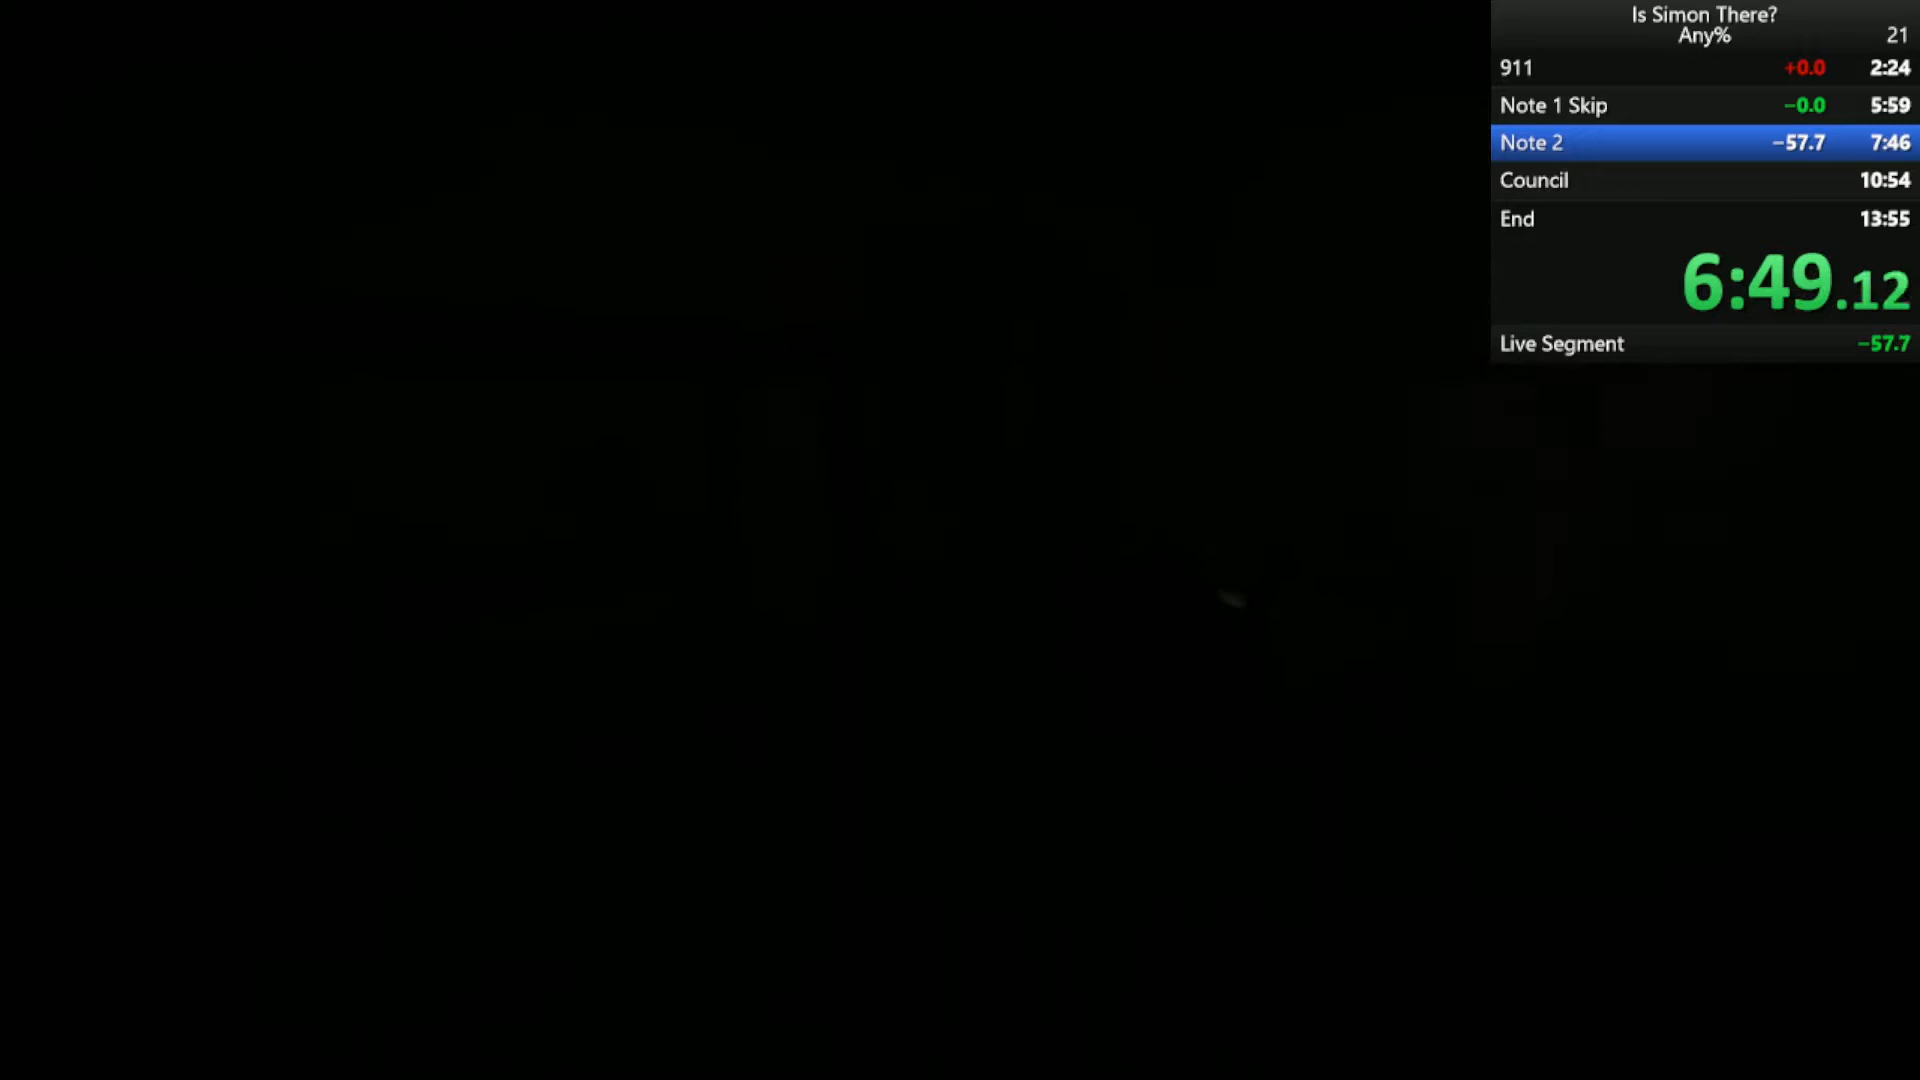 Is Simon There?
Any% 21
911 +0.0 2:24
Note 1 Skip −0.0 5:59
Note 2 −57.7 7:46
Council 10:54
End 13:55
6:49.12
Live Segment −57.7